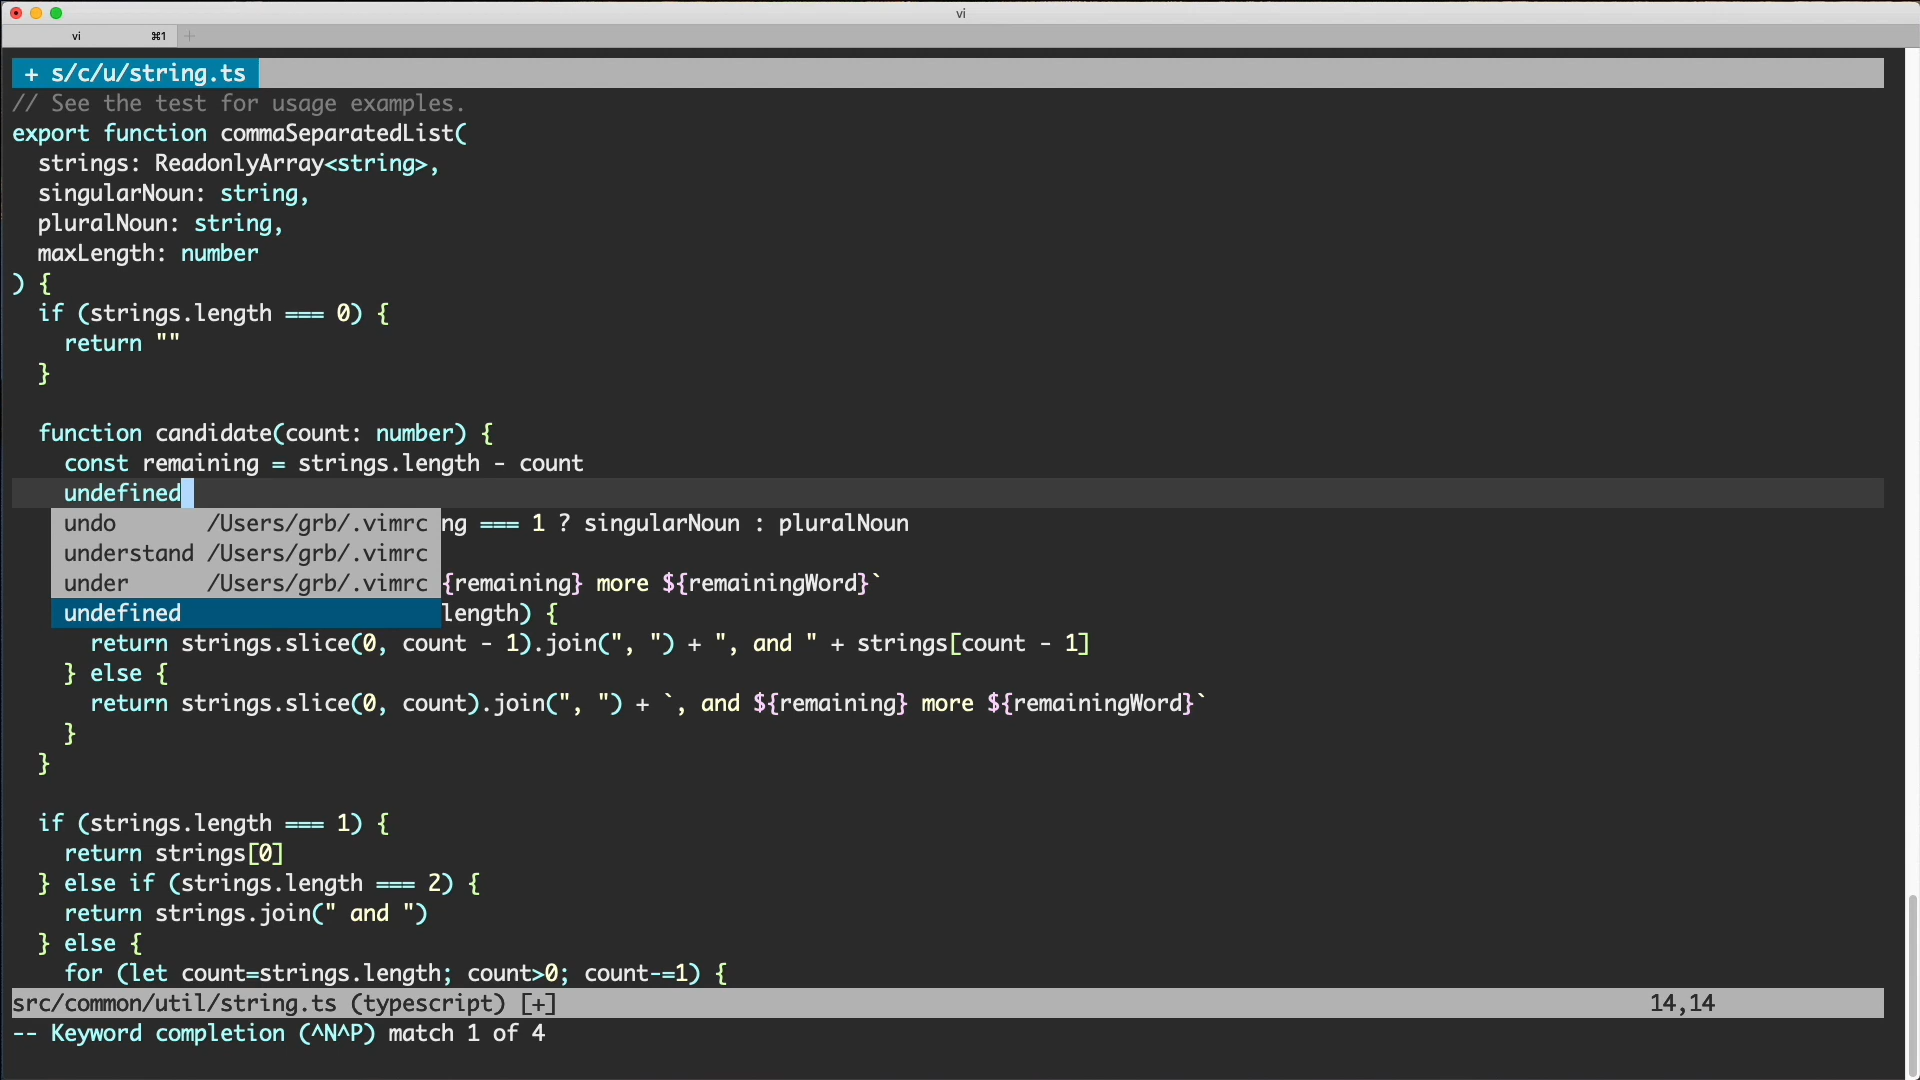 vi
vi ⌘1 +
+ s/c/u/string.ts
// See the test for usage examples.
export function commaSeparatedList(
  strings: ReadonlyArray<string>,
  singularNoun: string,
  pluralNoun: string,
  maxLength: number
) {
  if (strings.length === 0) {
    return ""
  }
  function candidate(count: number) {
    const remaining = strings.length - count
    undefined
    undo       /Users/grb/.vimrc ng === 1 ? singularNoun : pluralNoun
    understand /Users/grb/.vimrc
    under      /Users/grb/.vimrc {remaining} more ${remainingWord}`
    undefined                    length) {
      return strings.slice(0, count - 1).join(", ") + ", and " + strings[count - 1]
    } else {
      return strings.slice(0, count).join(", ") + `, and ${remaining} more ${remainingWord}`
    }
  }
  if (strings.length === 1) {
    return strings[0]
  } else if (strings.length === 2) {
    return strings.join(" and ")
  } else {
    for (let count=strings.length; count>0; count-=1) {
src/common/util/string.ts (typescript) [+] 14,14
-- Keyword completion (^N^P) match 1 of 4